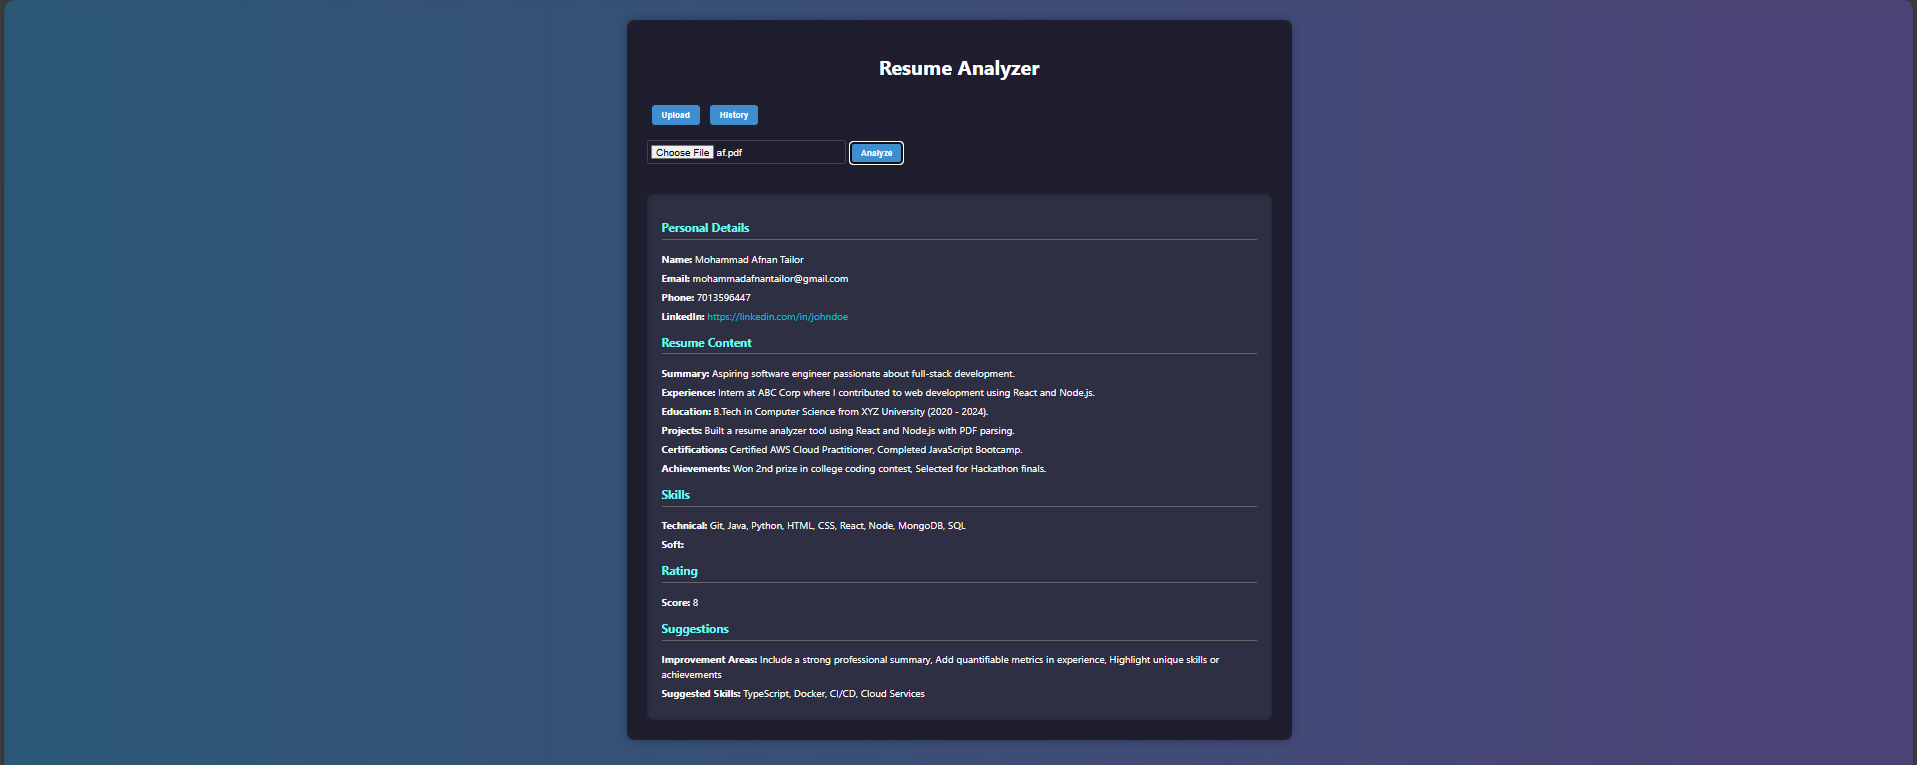 Resume Analyzer
Upload History
Choose File af.pdf Analyze
Personal Details
Name: Mohammad Afnan Tailor
Email: mohammadafnantailor@gmail.com
Phone: 7013596447
LinkedIn: https://linkedin.com/in/johndoe
Resume Content
Summary: Aspiring software engineer passionate about full-stack development.
Experience: Intern at ABC Corp where I contributed to web development using React and Node.js.
Education: B.Tech in Computer Science from XYZ University (2020 - 2024).
Projects: Built a resume analyzer tool using React and Node.js with PDF parsing.
Certifications: Certified AWS Cloud Practitioner, Completed JavaScript Bootcamp.
Achievements: Won 2nd prize in college coding contest, Selected for Hackathon finals.
Skills
Technical: Git, Java, Python, HTML, CSS, React, Node, MongoDB, SQL
Soft:
Rating
Score: 8
Suggestions
Improvement Areas: Include a strong professional summary, Add quantifiable metrics in experience, Highlight unique skills or
achievements
Suggested Skills: TypeScript, Docker, CI/CD, Cloud Services